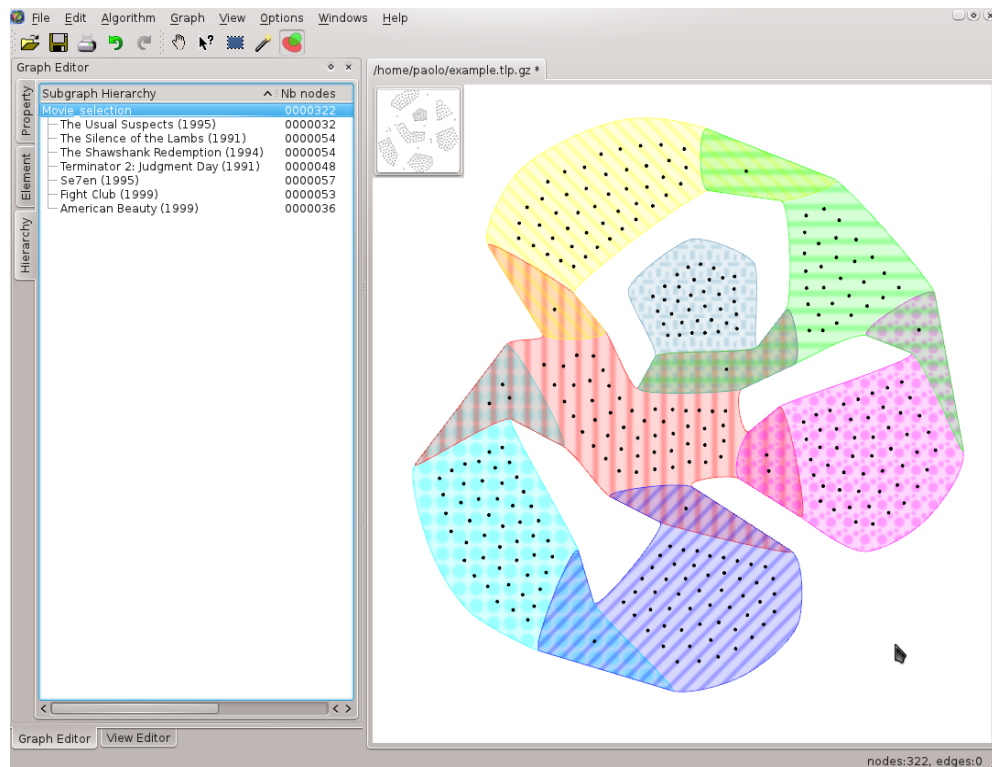 File Edit Algorithm Graph View Options Windows Help
Graph Editor
/home/paolo/example.tlp.gz *
Property
Element
Hierarchy
Subgraph Hierarchy Nb nodes
Movie_selection 0000322
The Usual Suspects (1995) 0000032
The Silence of the Lambs (1991) 0000054
The Shawshank Redemption (1994) 0000054
Terminator 2: Judgment Day (1991) 0000048
Se7en (1995) 0000057
Fight Club (1999) 0000053
American Beauty (1999) 0000036
Graph Editor View Editor
nodes:322, edges:0